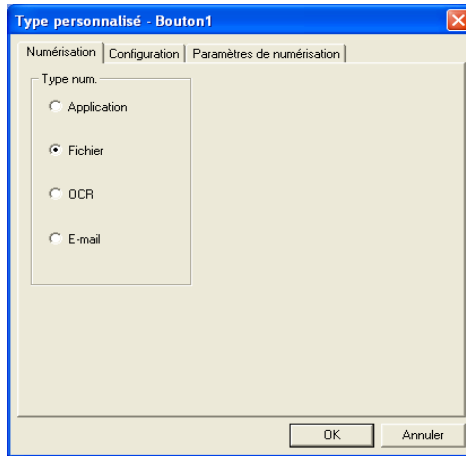 Type personnalisé - Bouton1
Numérisation Configuration Paramètres de numérisation
Type num.
Application
Fichier
OCR
E-mail
OK Annuler